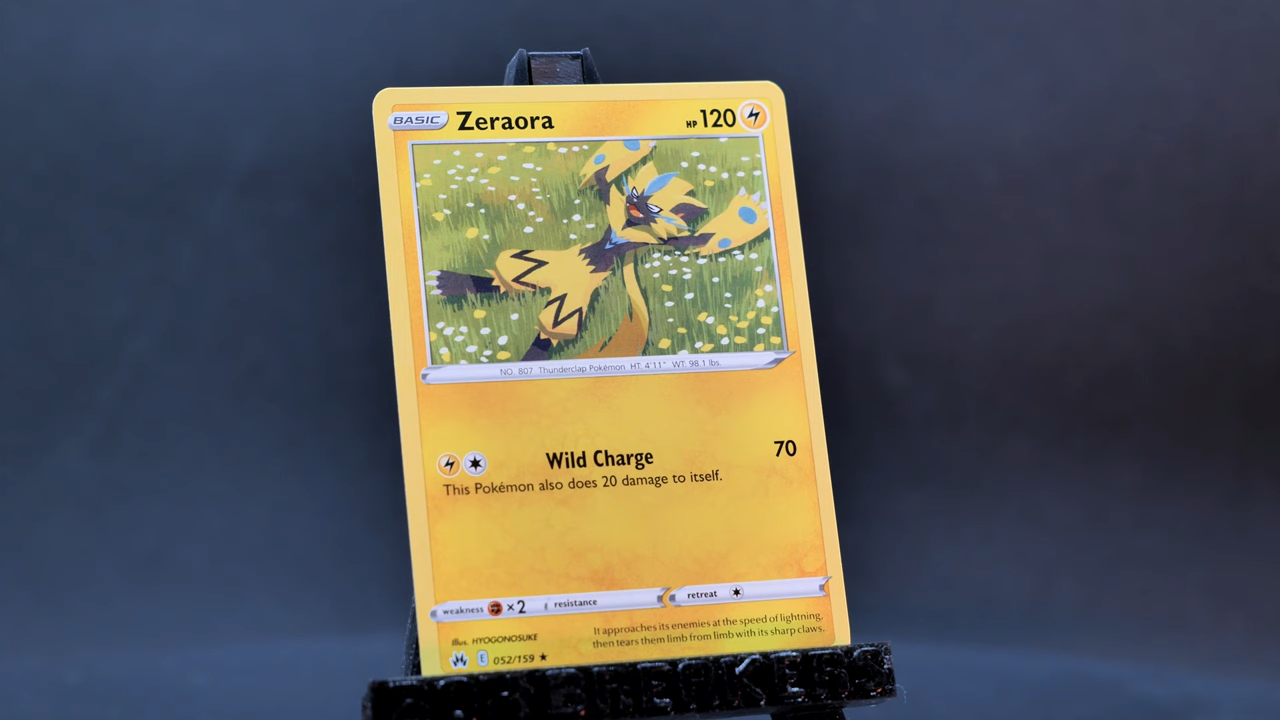 BASIC Zeraora HP 120
NO. 807 Thunderclap Pokémon HT: 4'11" WT: 98.1 lbs.
Wild Charge 70
This Pokémon also does 20 damage to itself.
weakness ×2 resistance retreat
Illus. HYOGONOSUKE
It approaches its enemies at the speed of lightning,
then tears them limb from limb with its sharp claws.
E 052/159 ★